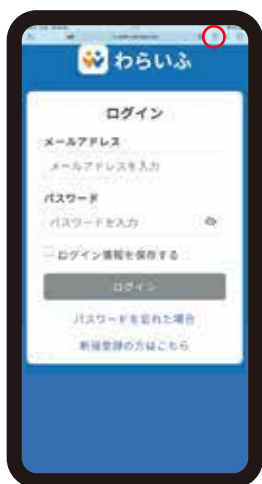 わらいふ
ログイン
メールアドレス
メールアドレスを入力
パスワード
パスワードを入力
ログイン情報を保存する
ログイン
パスワードを忘れた場合
新規登録の方はこちら